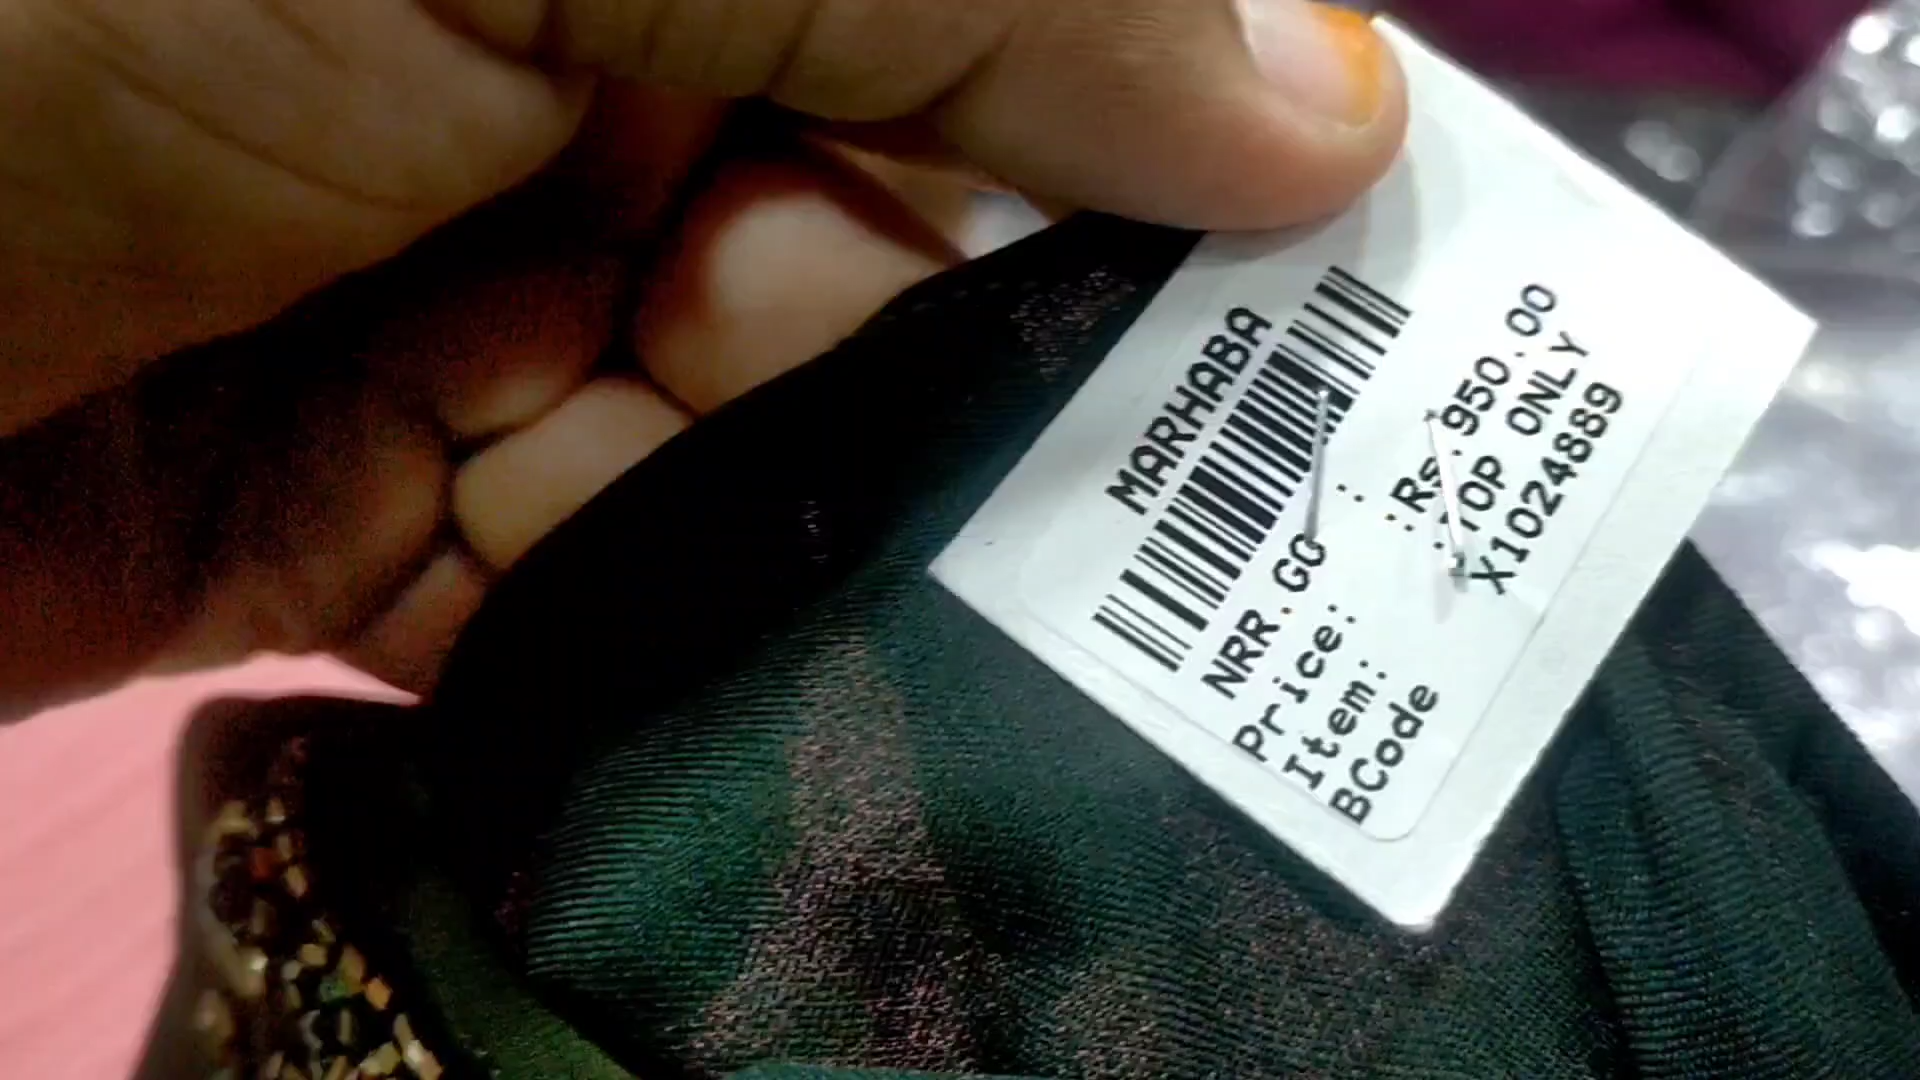 MARHABA
NRR.GO :
Price: :Rs.950.00
Item: :TOP ONLY
BCode X1024889